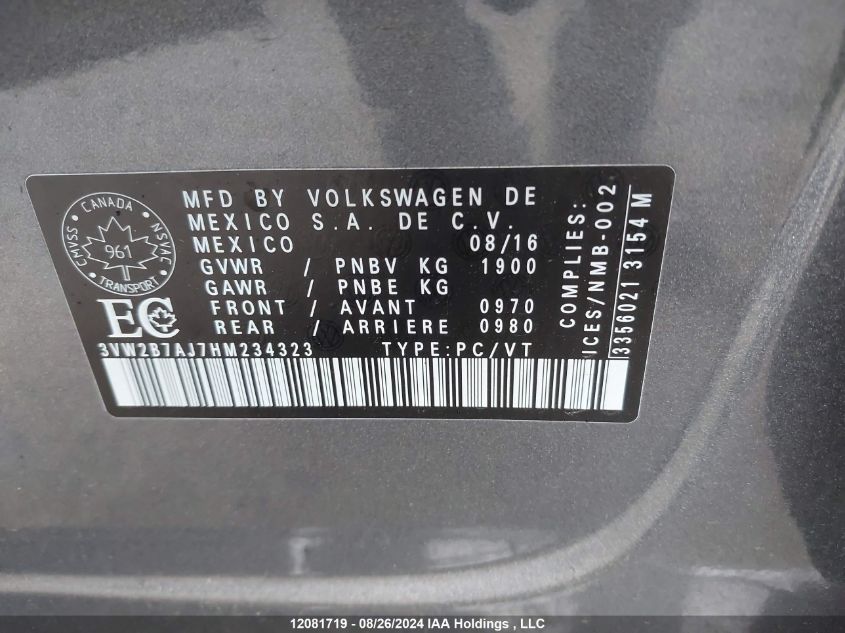 CANADA
CMVSS
NSVAC
961
TRANSPORT
EC
MFD BY VOLKSWAGEN DE
MEXICO S.A. DE C.V.
MEXICO 08/16
GVWR / PNBV KG 1900
GAWR / PNBE KG
FRONT / AVANT 0970
REAR / ARRIERE 0980
3VW2B7AJ7HM234323 TYPE:PC/VT
COMPLIES:
ICES/NMB-002
3356021 3154 M
12081719 - 08/26/2024 IAA Holdings , LLC